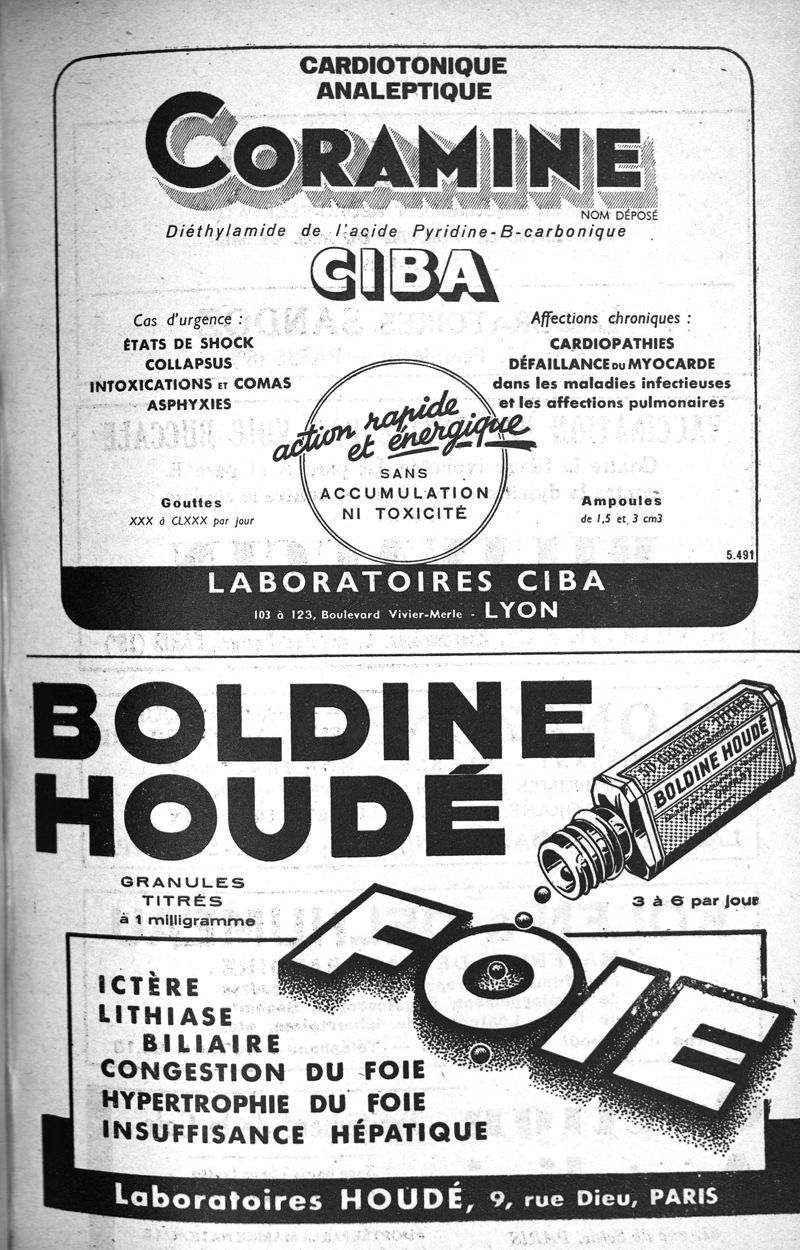 CARDIOTONIQUE
ANALEPTIQUE
CORAMINE
NOM DÉPOSÉ
Diéthylamide de l'acide Pyridine-B-carbonique
CIBA
Cas d'urgence :
ÉTATS DE SHOCK
COLLAPSUS
INTOXICATIONS ET COMAS
ASPHYXIES
Affections chroniques :
CARDIOPATHIES
DÉFAILLANCE DU MYOCARDE
dans les maladies infectieuses
et les affections pulmonaires
action rapide
et énergique
SANS
ACCUMULATION
NI TOXICITÉ
Gouttes
XXX à CLXXX par jour
Ampoules
de 1,5 et 3 cm3
5.491
LABORATOIRES CIBA
103 à 123, Boulevard Vivier-Merle - LYON
BOLDINE
HOUDÉ
BOLDINE HOUDÉ
GRANULES
TITRÉS
à 1 milligramme
3 à 6 par jour
FOIE
ICTÈRE
LITHIASE
BILIAIRE
CONGESTION DU FOIE
HYPERTROPHIE DU FOIE
INSUFFISANCE HÉPATIQUE
Laboratoires HOUDÉ, 9, rue Dieu, PARIS